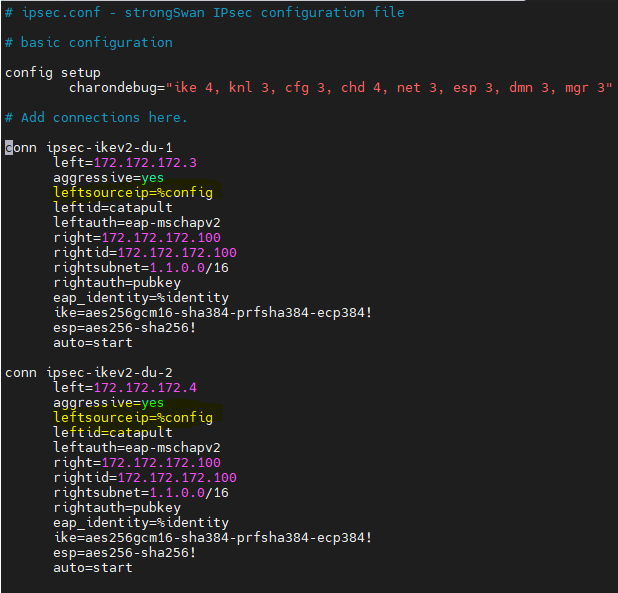 # ipsec.conf - strongSwan IPsec configuration file
# basic configuration
config setup
charondebug="ike 4, knl 3, cfg 3, chd 4, net 3, esp 3, dmn 3, mgr 3"
# Add connections here.
conn ipsec-ikev2-du-1
left=172.172.172.3
aggressive=yes
leftsourceip=%config
leftid=catapult
leftauth=eap-mschapv2
right=172.172.172.100
rightid=172.172.172.100
rightsubnet=1.1.0.0/16
rightauth=pubkey
eap_identity=%identity
ike=aes256gcm16-sha384-prfsha384-ecp384!
esp=aes256-sha256!
auto=start
conn ipsec-ikev2-du-2
left=172.172.172.4
aggressive=yes
leftsourceip=%config
leftid=catapult
leftauth=eap-mschapv2
right=172.172.172.100
rightid=172.172.172.100
rightsubnet=1.1.0.0/16
rightauth=pubkey
eap_identity=%identity
ike=aes256gcm16-sha384-prfsha384-ecp384!
esp=aes256-sha256!
auto=start